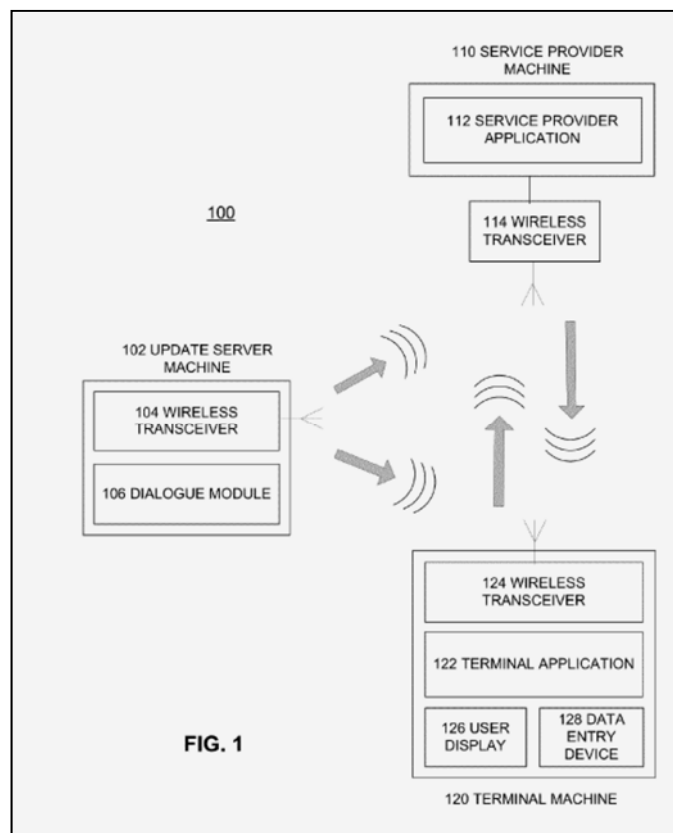 110 SERVICE PROVIDER
MACHINE
112 SERVICE PROVIDER
APPLICATION
100
114 WIRELESS
TRANSCEIVER
102 UPDATE SERVER
MACHINE
104 WIRELESS
TRANSCEIVER
106 DIALOGUE MODULE
124 WIRELESS
TRANSCEIVER
122 TERMINAL APPLICATION
126 USER
DISPLAY
128 DATA
ENTRY
DEVICE
FIG. 1
120 TERMINAL MACHINE